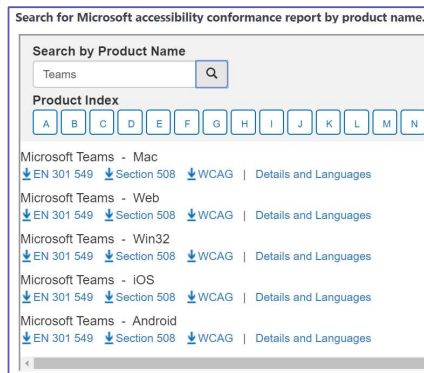 Search for Microsoft accessibility conformance report by product name.
Search by Product Name
Teams
Product Index
A B C D E F G H I J K L M N
Microsoft Teams - Mac
EN 301 549 Section 508 WCAG | Details and Languages
Microsoft Teams - Web
EN 301 549 Section 508 WCAG | Details and Languages
Microsoft Teams - Win32
EN 301 549 Section 508 WCAG | Details and Languages
Microsoft Teams - iOS
EN 301 549 Section 508 WCAG | Details and Languages
Microsoft Teams - Android
EN 301 549 Section 508 WCAG | Details and Languages